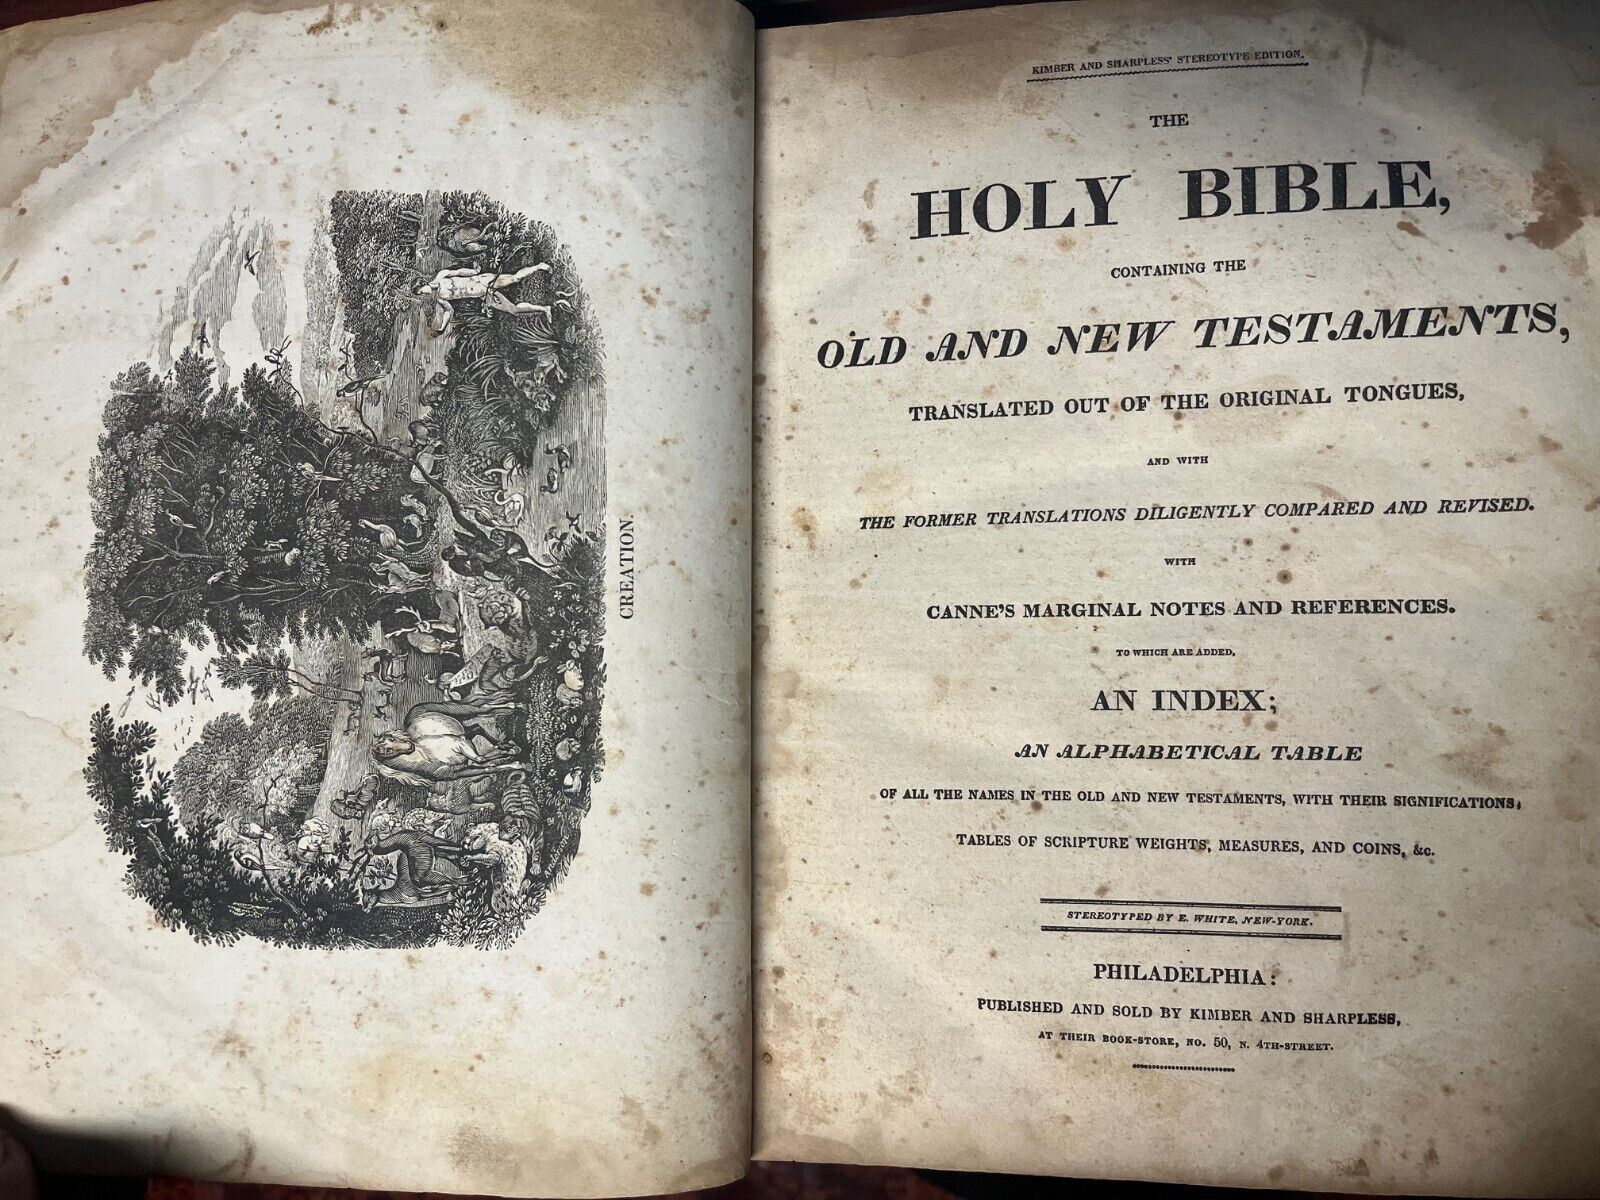 CREATION.
KIMBER AND SHARPLESS' STEREOTYPE EDITION.
THE
HOLY BIBLE,
CONTAINING THE
OLD AND NEW TESTAMENTS,
TRANSLATED OUT OF THE ORIGINAL TONGUES,
AND WITH
THE FORMER TRANSLATIONS DILIGENTLY COMPARED AND REVISED.
WITH
CANNE'S MARGINAL NOTES AND REFERENCES.
TO WHICH ARE ADDED,
AN INDEX;
AN ALPHABETICAL TABLE
OF ALL THE NAMES IN THE OLD AND NEW TESTAMENTS, WITH THEIR SIGNIFICATIONS;
TABLES OF SCRIPTURE WEIGHTS, MEASURES, AND COINS, &c.
STEREOTYPED BY E. WHITE, NEW-YORK.
PHILADELPHIA:
PUBLISHED AND SOLD BY KIMBER AND SHARPLESS,
AT THEIR BOOK-STORE, NO. 50, N. 4TH-STREET.